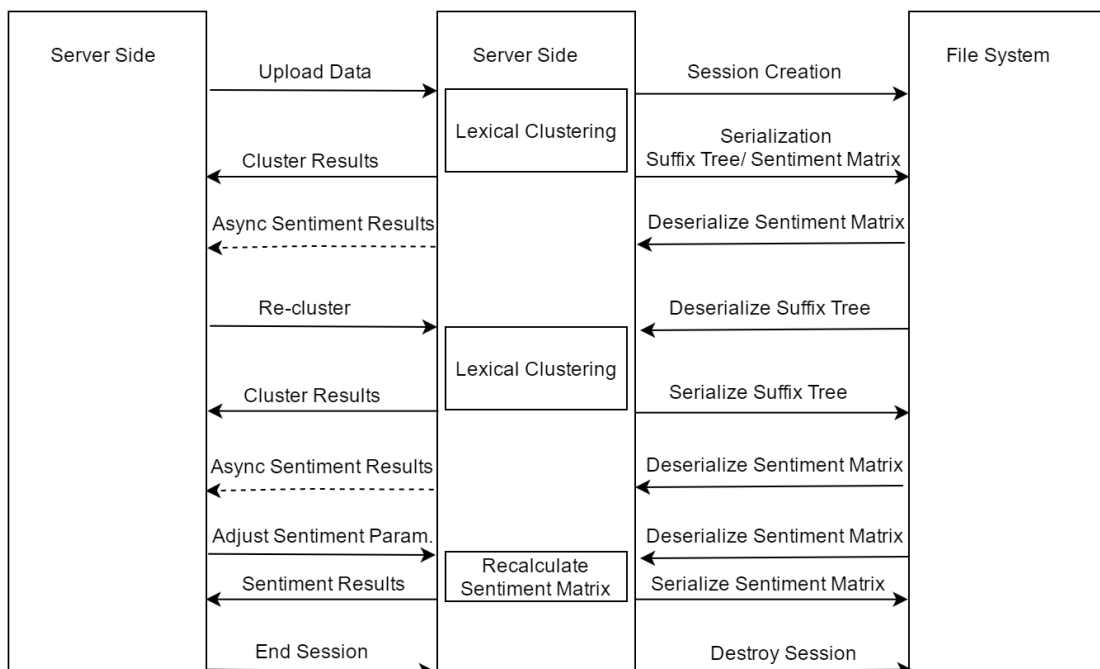 Server Side
Server Side
File System
Upload Data
Session Creation
Lexical Clustering
Serialization
Cluster Results
Suffix Tree/ Sentiment Matrix
Async Sentiment Results
Deserialize Sentiment Matrix
Re-cluster
Deserialize Suffix Tree
Lexical Clustering
Cluster Results
Serialize Suffix Tree
Async Sentiment Results
Deserialize Sentiment Matrix
Adjust Sentiment Param.
Deserialize Sentiment Matrix
Recalculate
Sentiment Matrix
Sentiment Results
Serialize Sentiment Matrix
End Session
Destroy Session